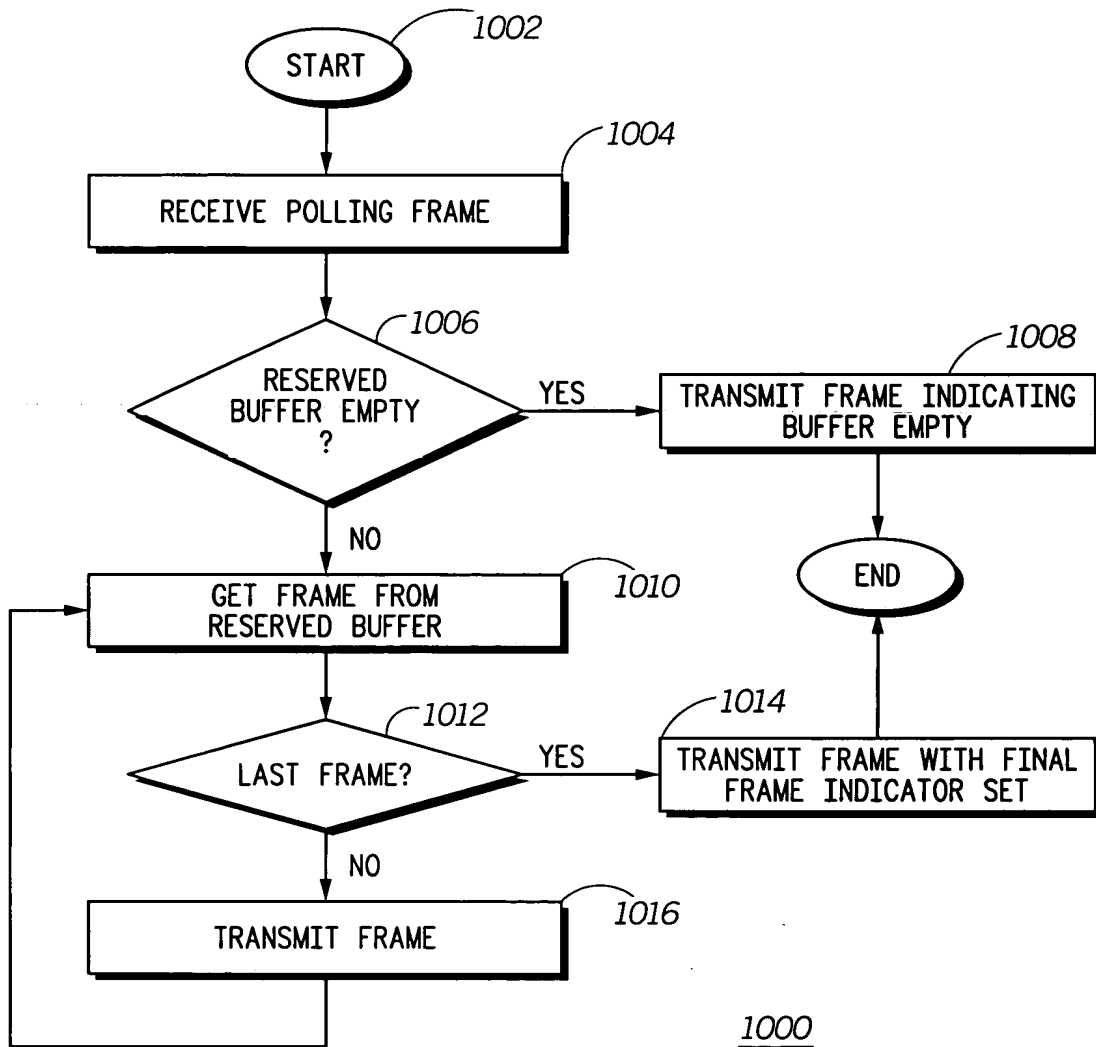 1002
START
1004
RECEIVE POLLING FRAME
1006
RESERVED
BUFFER EMPTY
?
YES
1008
TRANSMIT FRAME INDICATING
BUFFER EMPTY
NO
END
1010
GET FRAME FROM
RESERVED BUFFER
1012
LAST FRAME?
YES
1014
TRANSMIT FRAME WITH FINAL
FRAME INDICATOR SET
NO
1016
TRANSMIT FRAME
1000